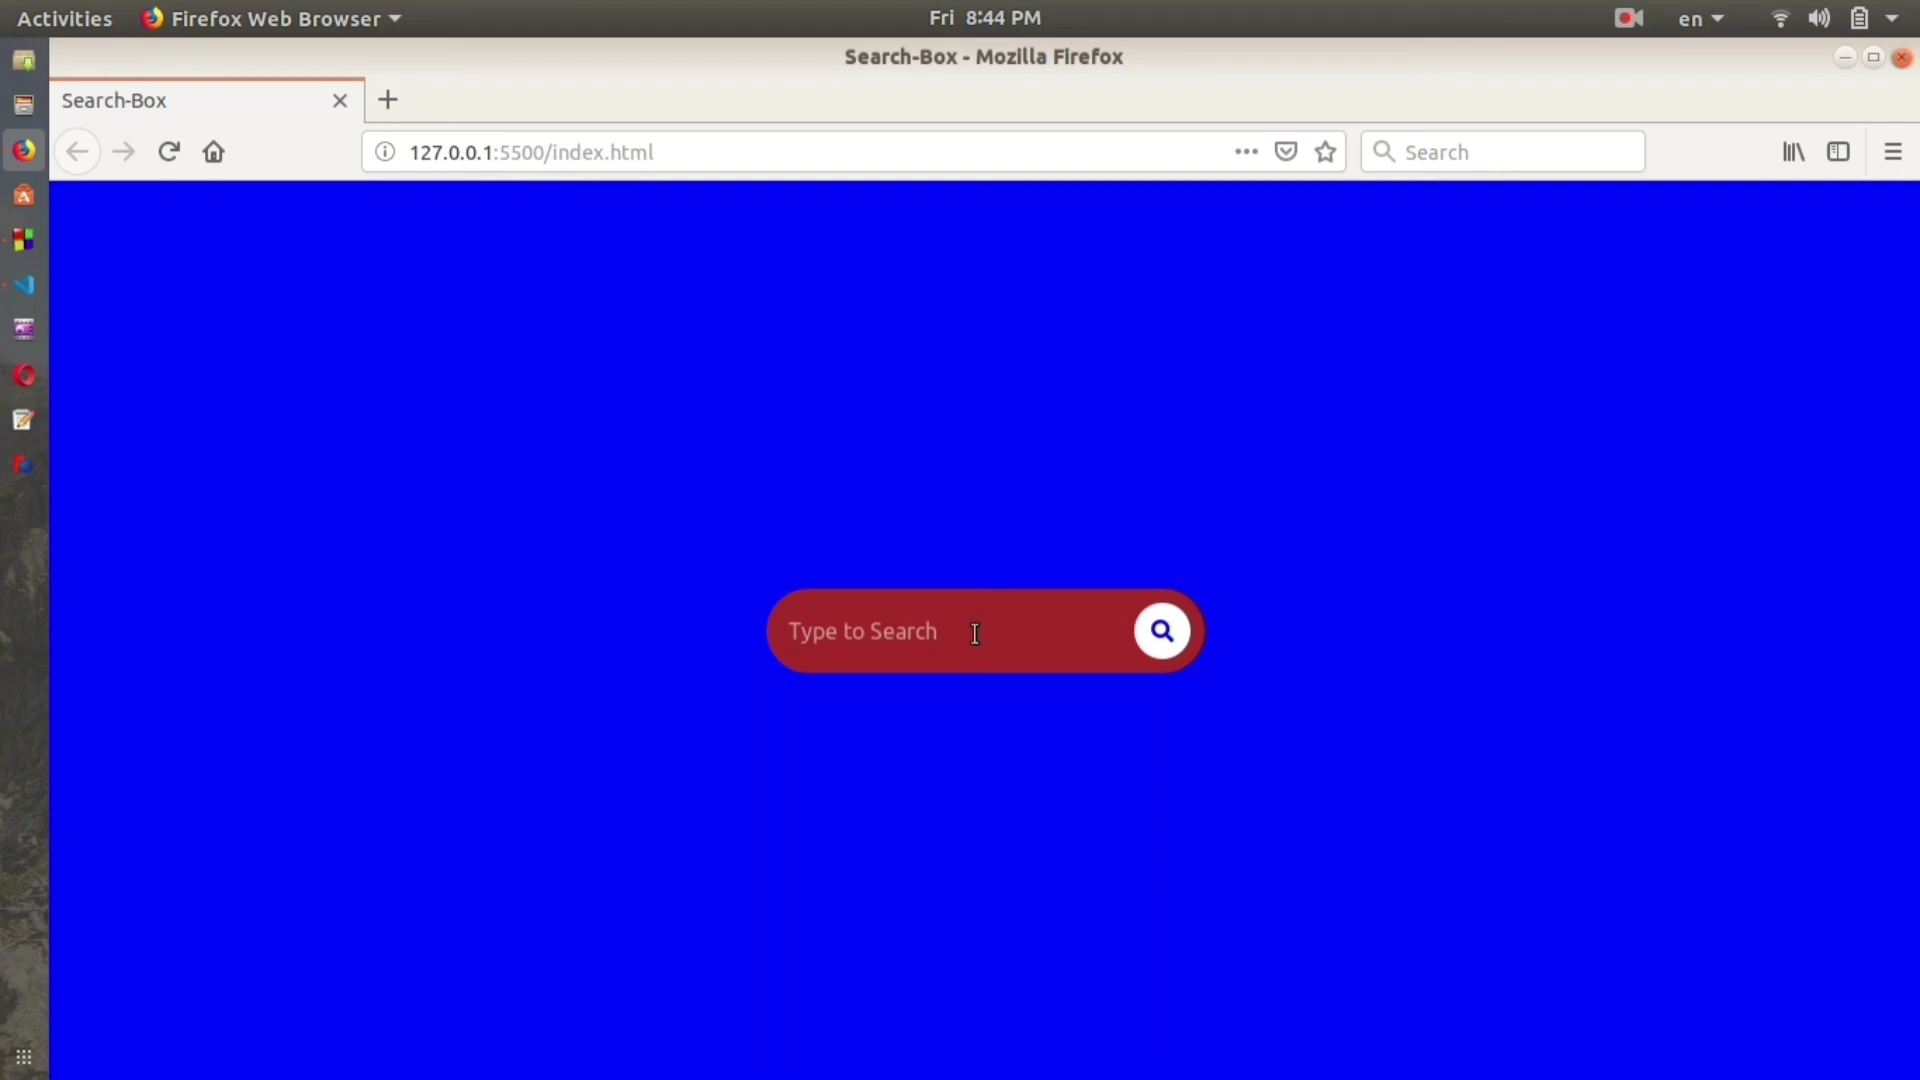 Activities Firefox Web Browser Fri 8:44 PM en
Search-Box - Mozilla Firefox
Search-Box
127.0.0.1:5500/index.html Search
Type to Search